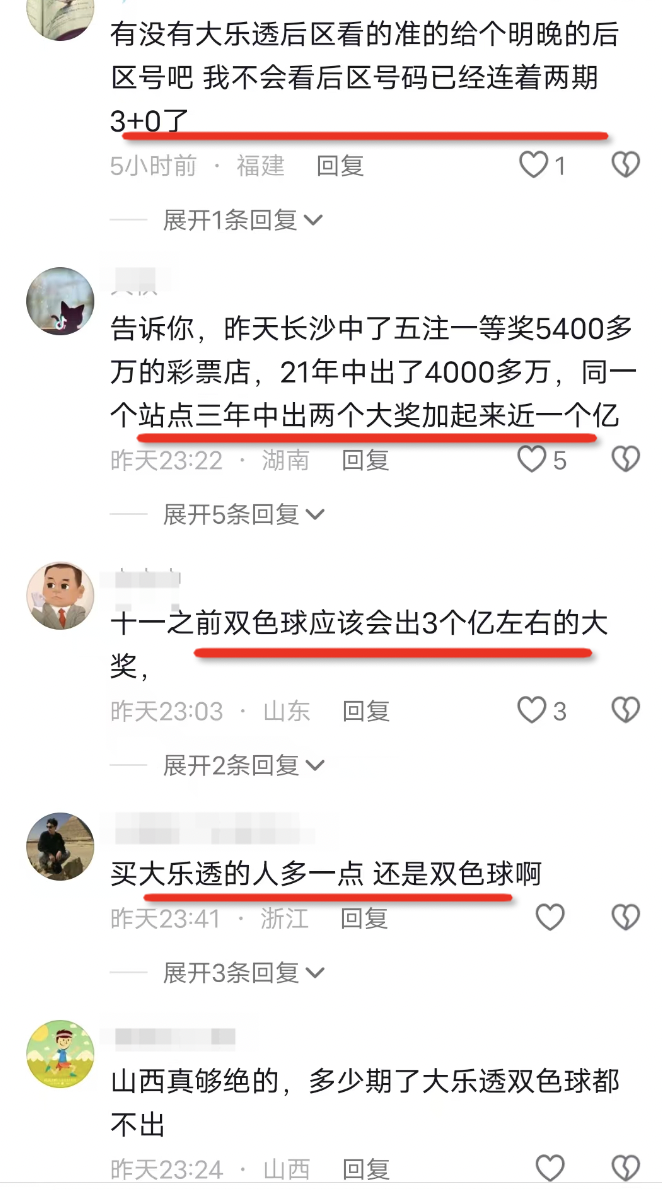 有没有大乐透后区看的准的给个明晚的后
区号吧 我不会看后区号码已经连着两期
3+0了
5小时前 · 福建 回复 1
展开1条回复
告诉你，昨天长沙中了五注一等奖5400多
万的彩票店，21年中出了4000多万，同一
个站点三年中出两个大奖加起来近一个亿
昨天23:22 · 湖南 回复 5
展开5条回复
十一之前双色球应该会出3个亿左右的大
奖，
昨天23:03 · 山东 回复 3
展开2条回复
买大乐透的人多一点 还是双色球啊
昨天23:41 · 浙江 回复
展开3条回复
山西真够绝的，多少期了大乐透双色球都
不出
昨天23:24 · 山西 回复